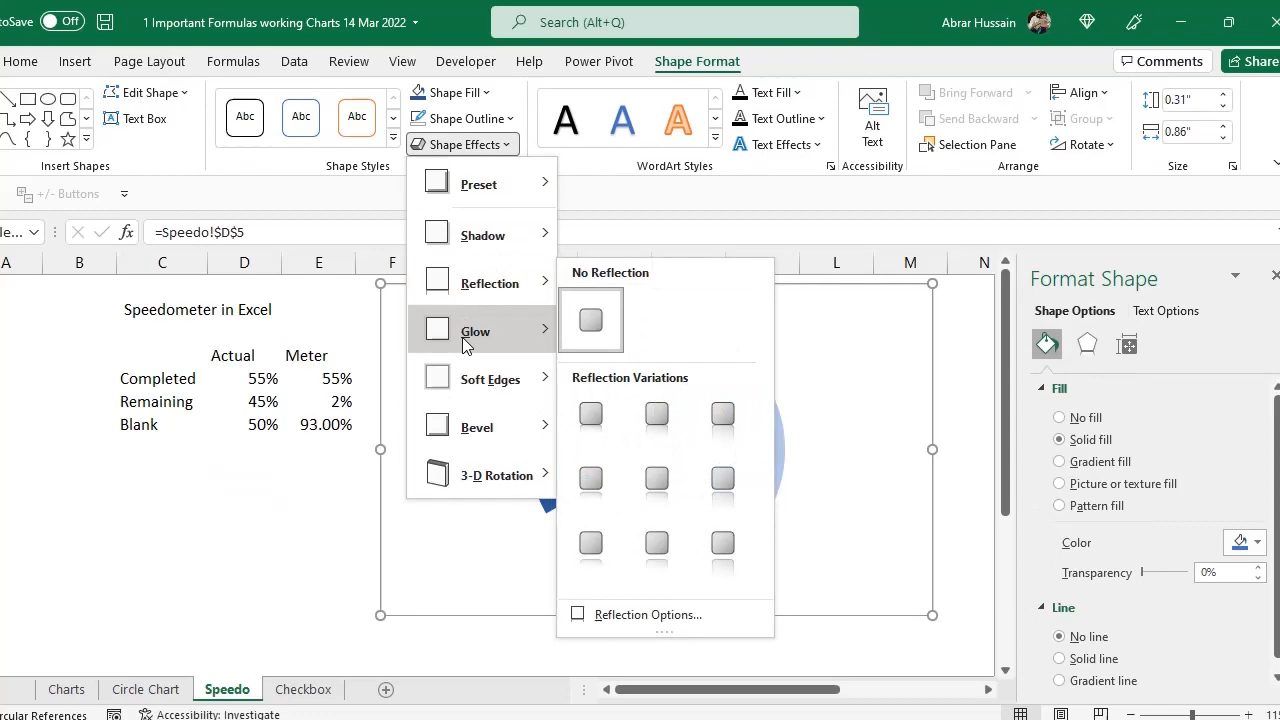 toSave Off 1 Important Formulas working Charts 14 Mar 2022 Search (Alt+Q) Abrar Hussain
Home Insert Page Layout Formulas Data Review View Developer Help Power Pivot Shape Format Comments Share
Edit Shape Text Box Insert Shapes
Abc Abc Abc Shape Styles
Shape Fill
Shape Outline
Shape Effects
A A A WordArt Styles
Text Fill
Text Outline
Text Effects
Alt Text
Accessibility
Bring Forward
Send Backward
Selection Pane
Align
Group
Rotate
Arrange
0.31"
0.86"
Size
+/- Buttons
le... fx =Speedo!$D$5
A B C D E F L M N
Speedometer in Excel
Actual Meter
Completed 55% 55%
Remaining 45% 2%
Blank 50% 93.00%
Preset
Shadow
Reflection
Glow
Soft Edges
Bevel
3-D Rotation
No Reflection
Reflection Variations
Reflection Options...
Format Shape
Shape Options Text Options
Fill
No fill
Solid fill
Gradient fill
Picture or texture fill
Pattern fill
Color
Transparency 0%
Line
No line
Solid line
Gradient line
Charts Circle Chart Speedo Checkbox
cular References Accessibility: Investigate 115